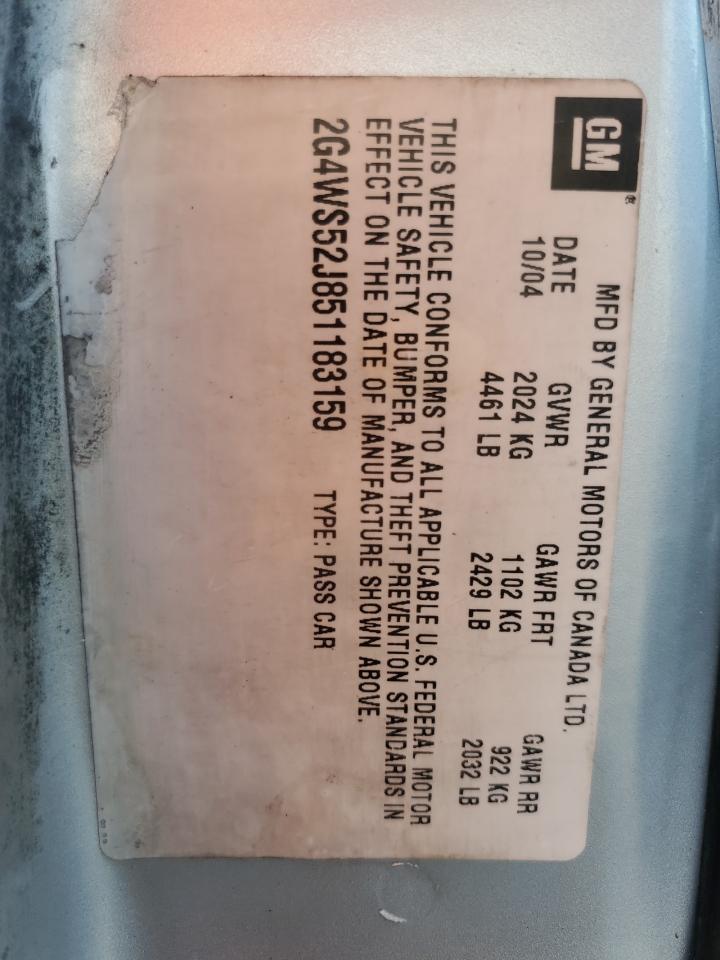 GM
MFD BY GENERAL MOTORS OF CANADA LTD.
DATE GVWR GAWR FRT GAWR RR
10/04 2024 KG 1102 KG 922 KG
4461 LB 2429 LB 2032 LB
THIS VEHICLE CONFORMS TO ALL APPLICABLE U.S. FEDERAL MOTOR
VEHICLE SAFETY, BUMPER, AND THEFT PREVENTION STANDARDS IN
EFFECT ON THE DATE OF MANUFACTURE SHOWN ABOVE.
2G4WS52J851183159 TYPE: PASS CAR